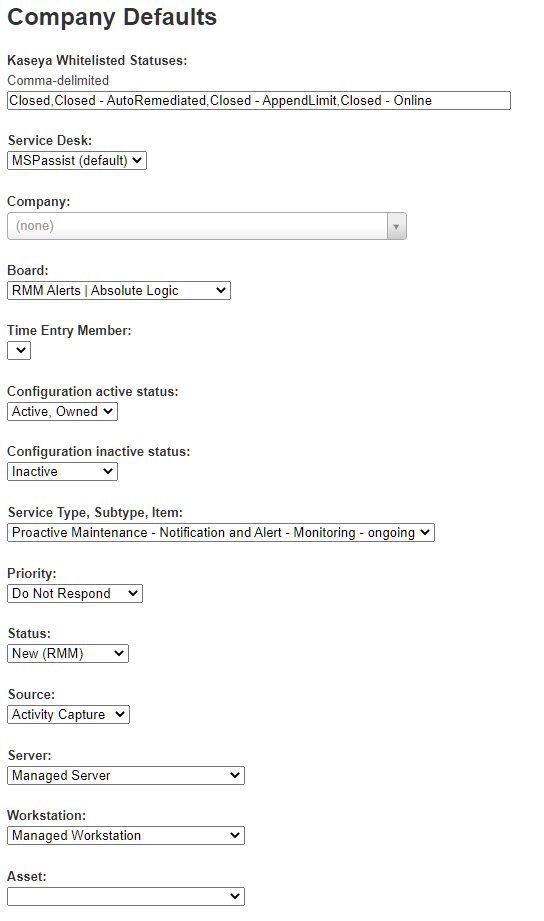 Company Defaults
Kaseya Whitelisted Statuses:
Comma-delimited
Closed,Closed - AutoRemediated,Closed - AppendLimit,Closed - Online
Service Desk:
MSPassist (default)
Company:
(none)
Board:
RMM Alerts | Absolute Logic
Time Entry Member:
Configuration active status:
Active, Owned
Configuration inactive status:
Inactive
Service Type, Subtype, Item:
Proactive Maintenance - Notification and Alert - Monitoring - ongoing
Priority:
Do Not Respond
Status:
New (RMM)
Source:
Activity Capture
Server:
Managed Server
Workstation:
Managed Workstation
Asset: